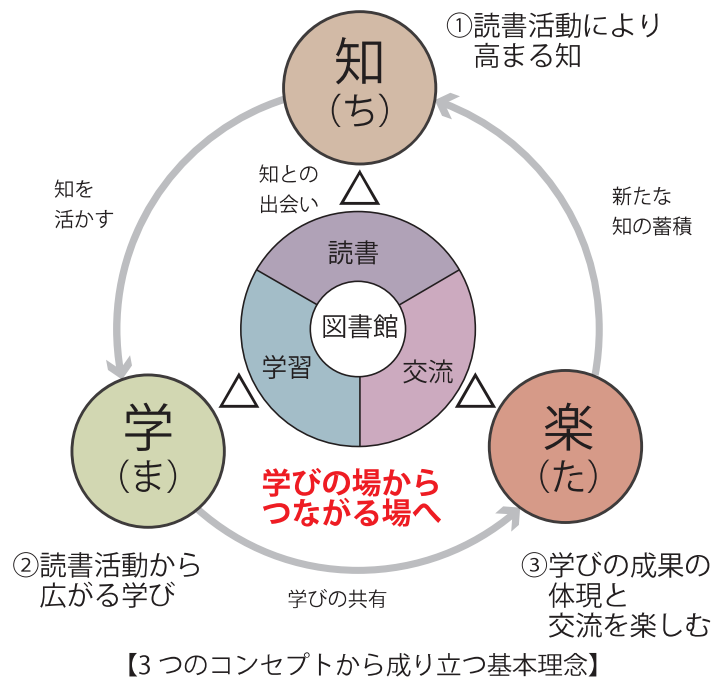 知
（ち）
①読書活動により
高まる知
知を
活かす
知との
出会い
新たな
知の蓄積
読書
図書館
学習
交流
学
（ま）
楽
（た）
学びの場から
つながる場へ
②読書活動から
広がる学び
学びの共有
③学びの成果の
体現と
交流を楽しむ
【3つのコンセプトから成り立つ基本理念】